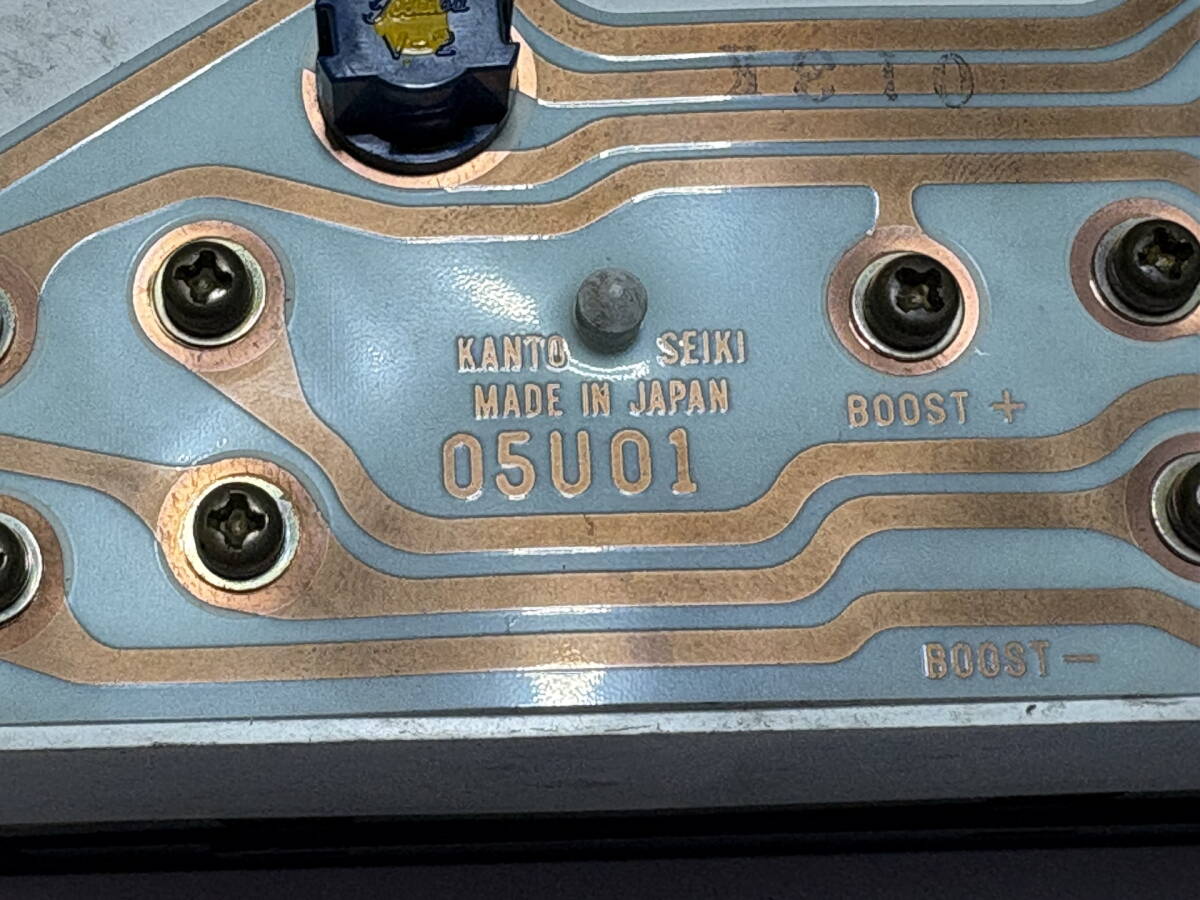 KANTO SEIKI
MADE IN JAPAN
05U01
BOOST +
BOOST −